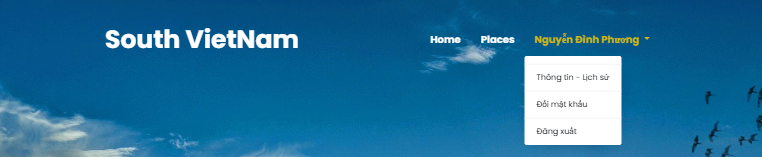 South VietNam
Home Places Nguyễn Đình Phương
Thông tin - Lịch sử
Đổi mật khẩu
Đăng xuất